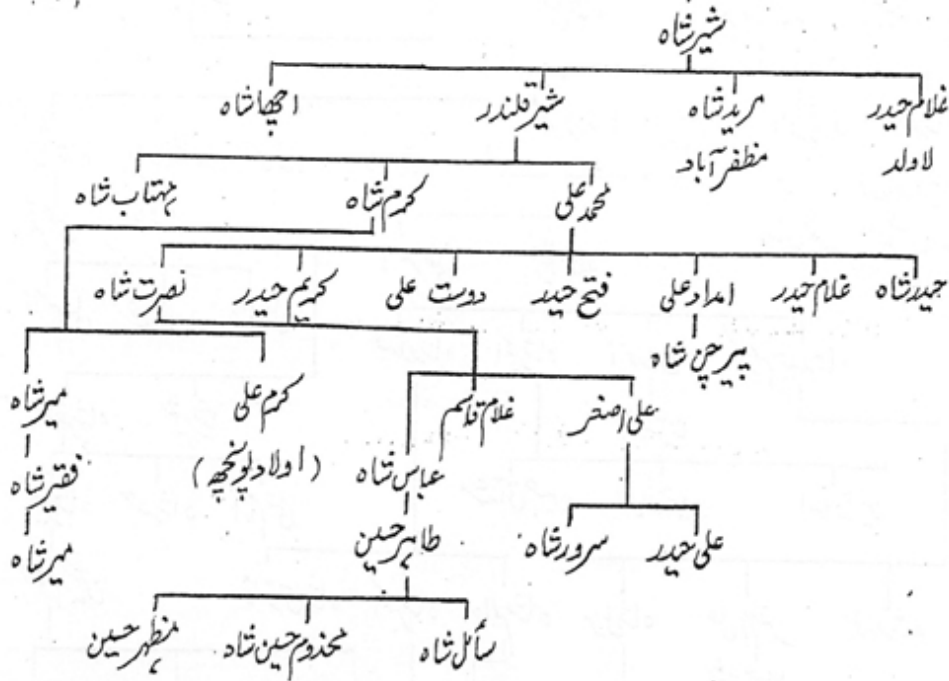 شیر شاہ
غلام حیدر مرید شاہ شیر قلندر اچھا شاہ
لاولد مظفر آباد
محمد علی کرم شاہ مہتاب شاہ
حیدر شاہ غلام حیدر امداد علی فتح حیدر دوست علی کریم حیدر نصرت شاہ
پیر چن شاہ
علی اصغر غلام قاسم کرم علی میر شاہ
عباس شاہ (اولاد پونچھ) فقیر شاہ
علی حیدر سرور شاہ طاہر حسین میر شاہ
سائل شاہ مخدوم حسین شاہ مظہر حسین